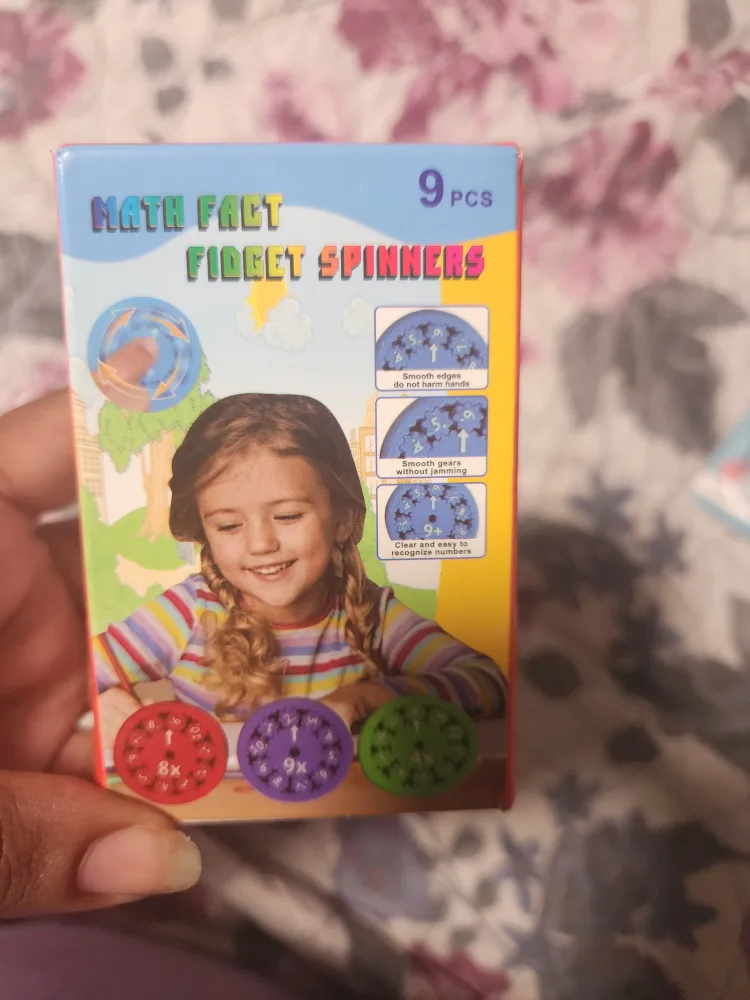 9 PCS
MATH FACT
FIDGET SPINNERS
Smooth edges
do not harm hands
Smooth gears
without jamming
9+
Clear and easy to
recognize numbers
8x
9x